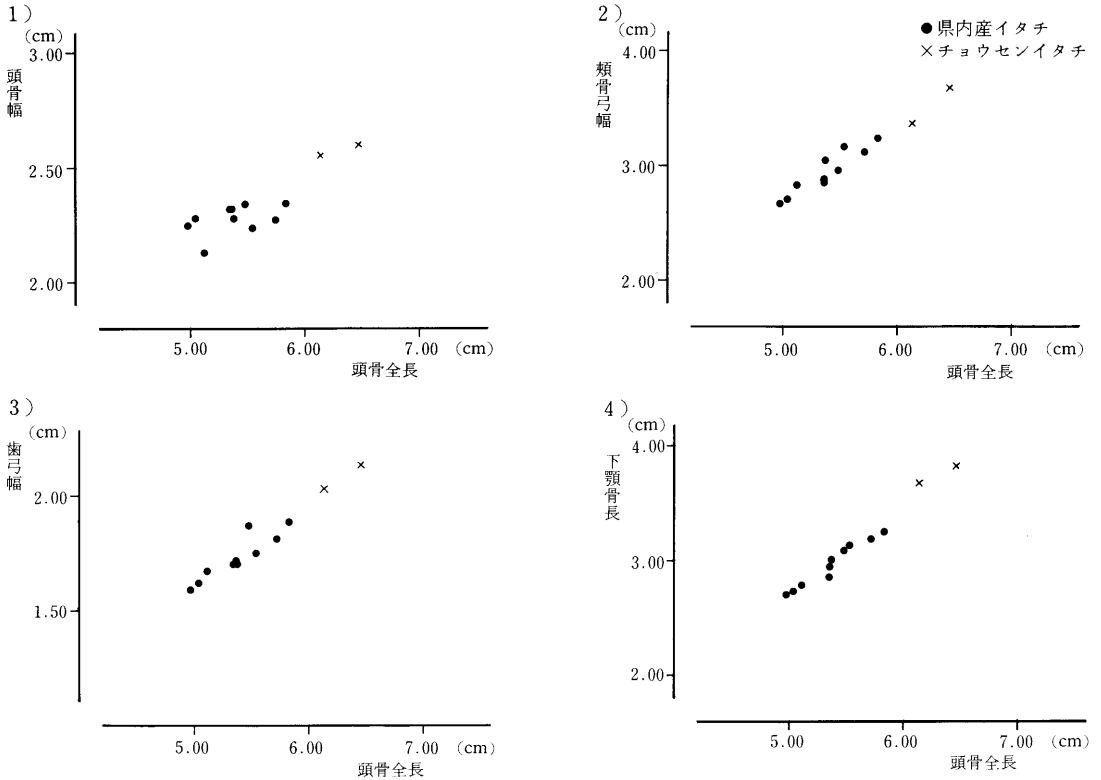 1)
(cm)
3.00
頭骨幅
2.50
2.00
5.00 6.00 7.00 (cm)
頭骨全長
2)
(cm)
●県内産イタチ
×チョウセンイタチ
4.00
頬骨弓幅
3.00
2.00
5.00 6.00 7.00 (cm)
頭骨全長
3)
(cm)
歯弓幅
2.00
1.50
5.00 6.00 7.00 (cm)
頭骨全長
4)
(cm)
4.00
下顎骨長
3.00
2.00
5.00 6.00 7.00 (cm)
頭骨全長